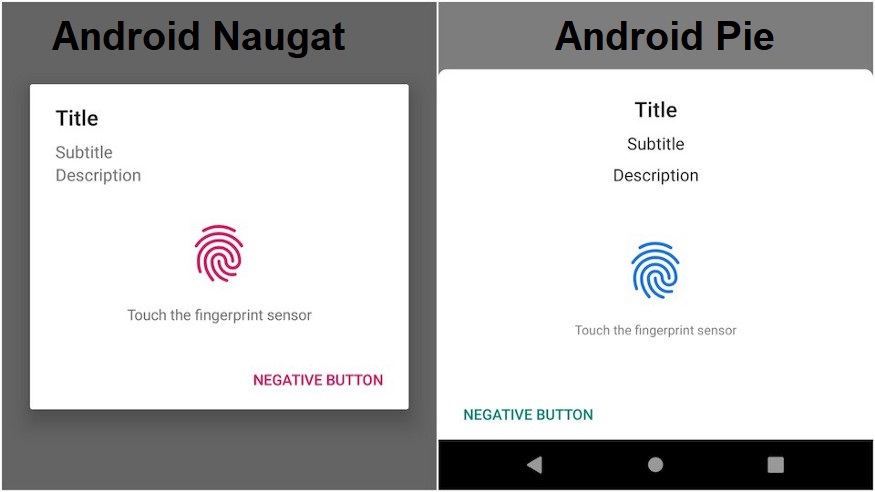 Android Naugat
Title
Subtitle
Description
Touch the fingerprint sensor
NEGATIVE BUTTON
Android Pie
Title
Subtitle
Description
Touch the fingerprint sensor
NEGATIVE BUTTON